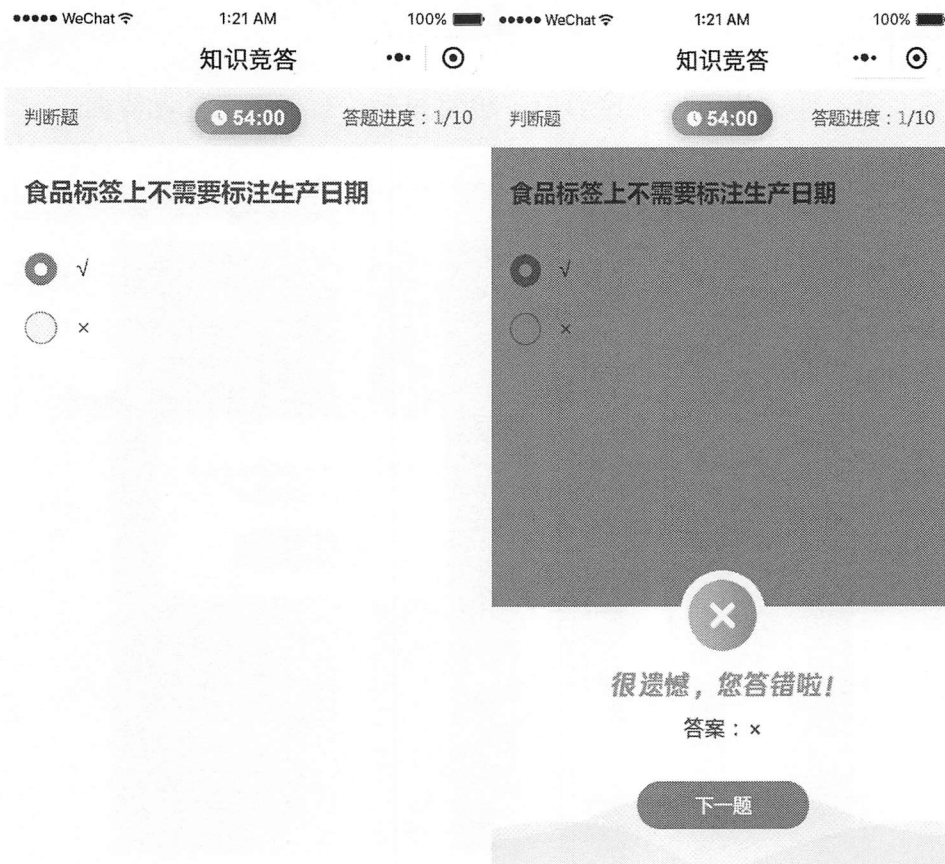 WeChat 1:21 AM 100%
知识竞答
判断题 54:00 答题进度：1/10
食品标签上不需要标注生产日期
√
×
WeChat 1:21 AM 100%
知识竞答
判断题 54:00 答题进度：1/10
食品标签上不需要标注生产日期
√
×
很遗憾，您答错啦！
答案：×
下一题